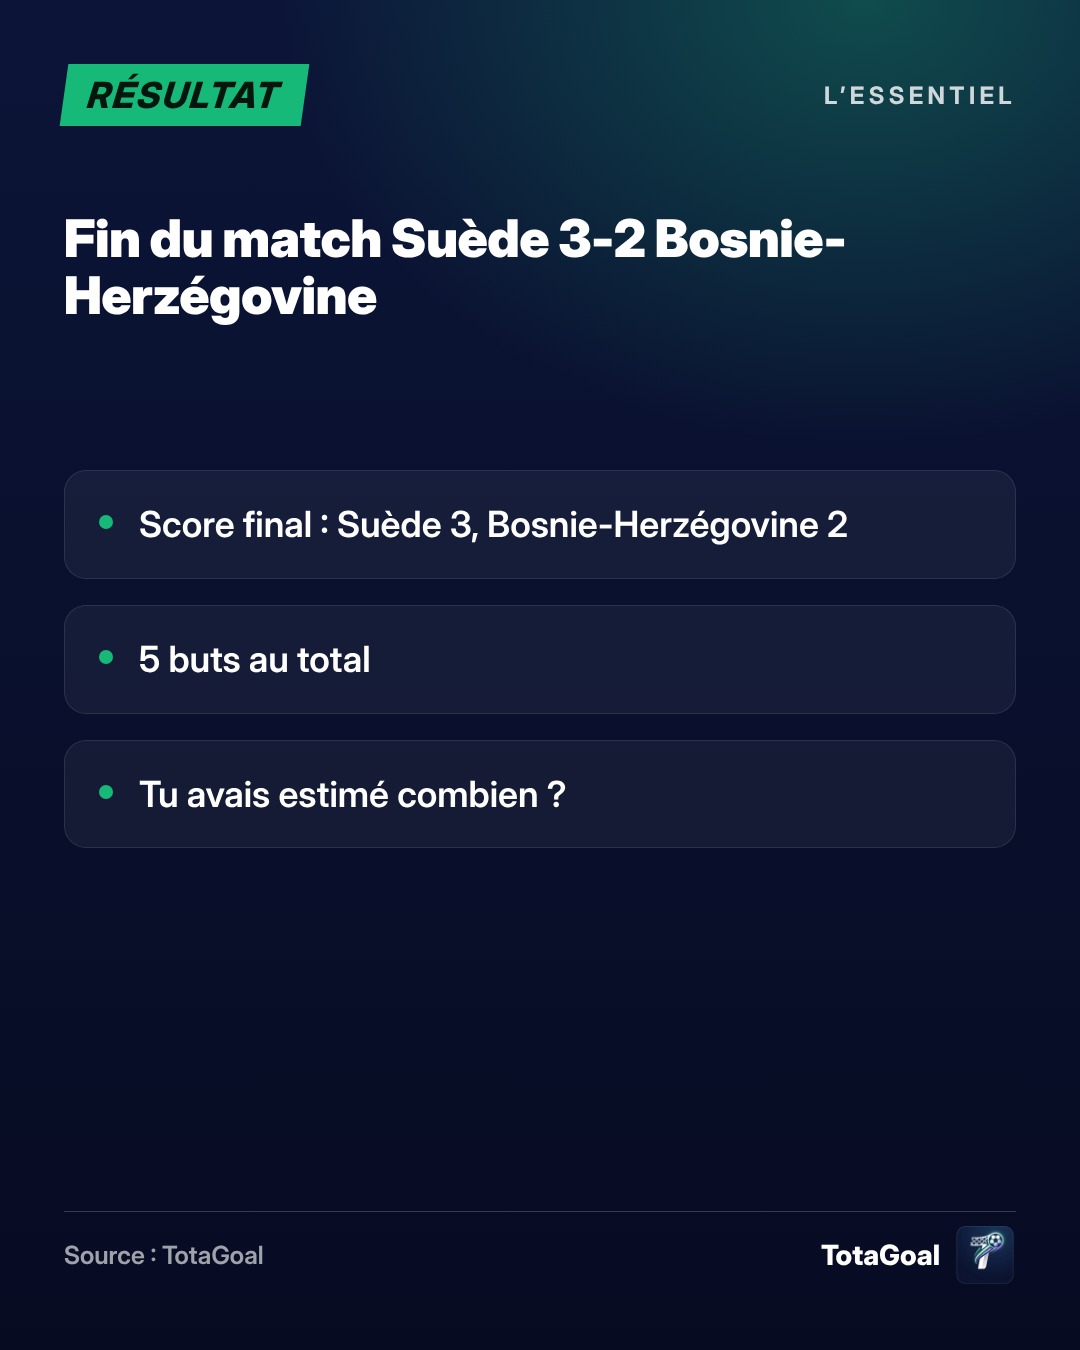 RÉSULTAT
L’ESSENTIEL
Fin du match Suède 3-2 Bosnie-
Herzégovine
Score final : Suède 3, Bosnie-Herzégovine 2
5 buts au total
Tu avais estimé combien ?
Source : TotaGoal
TotaGoal